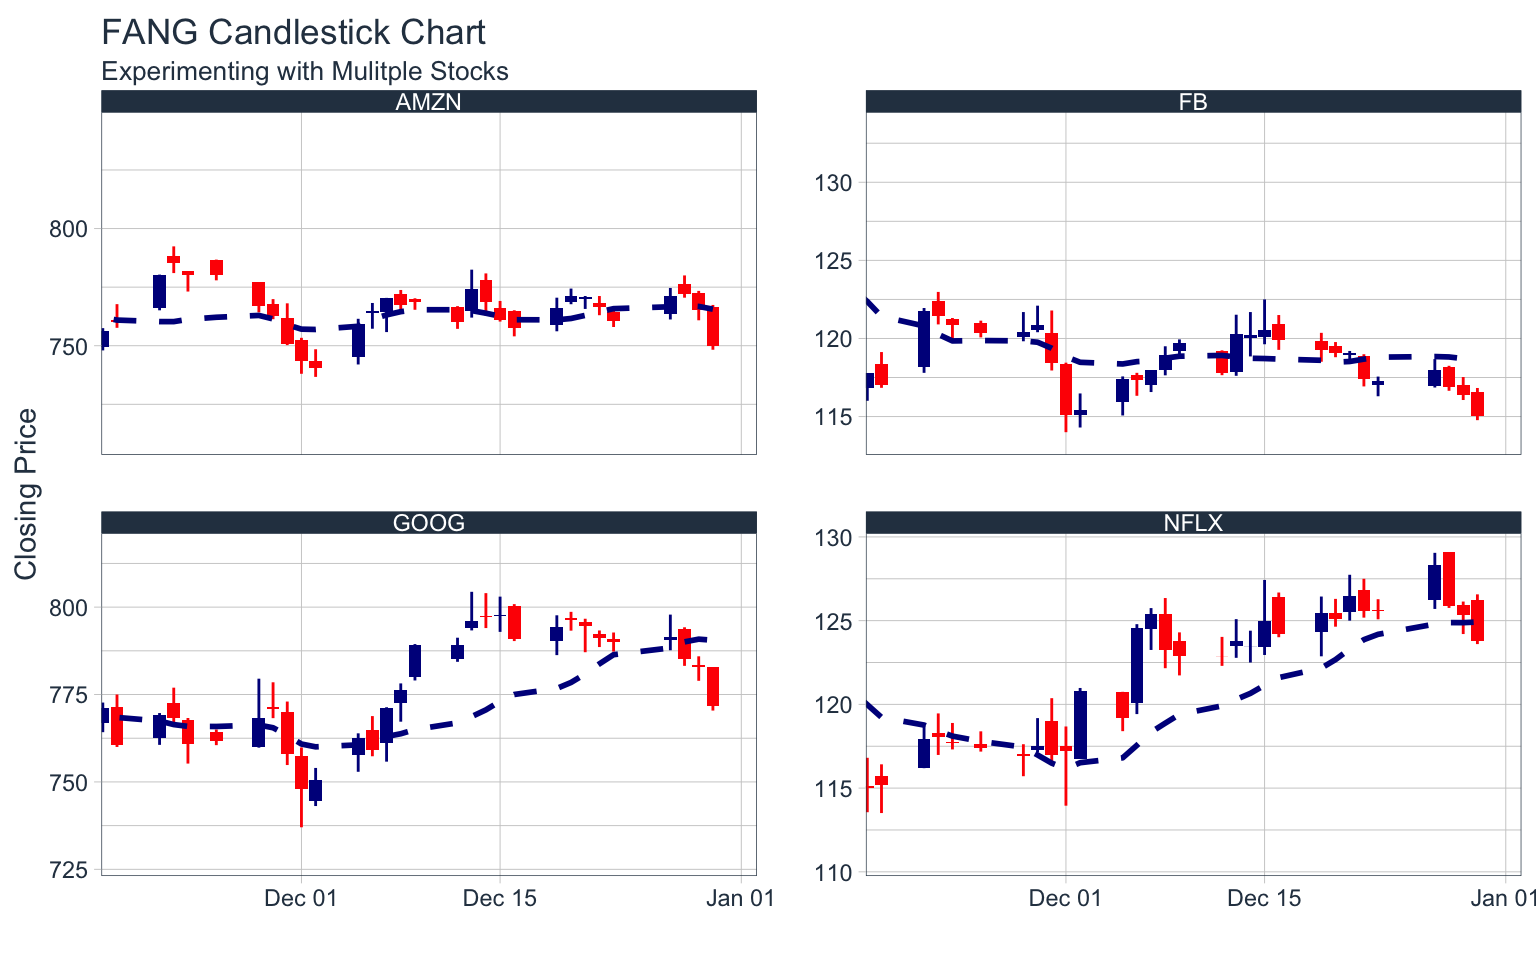 FANG Candlestick Chart
Experimenting with Mulitple Stocks
AMZN
FB
800
750
130
125
120
115
Closing Price
GOOG
NFLX
800
775
750
725
130
125
120
115
110
Dec 01
Dec 15
Jan 01
Dec 01
Dec 15
Jan 01